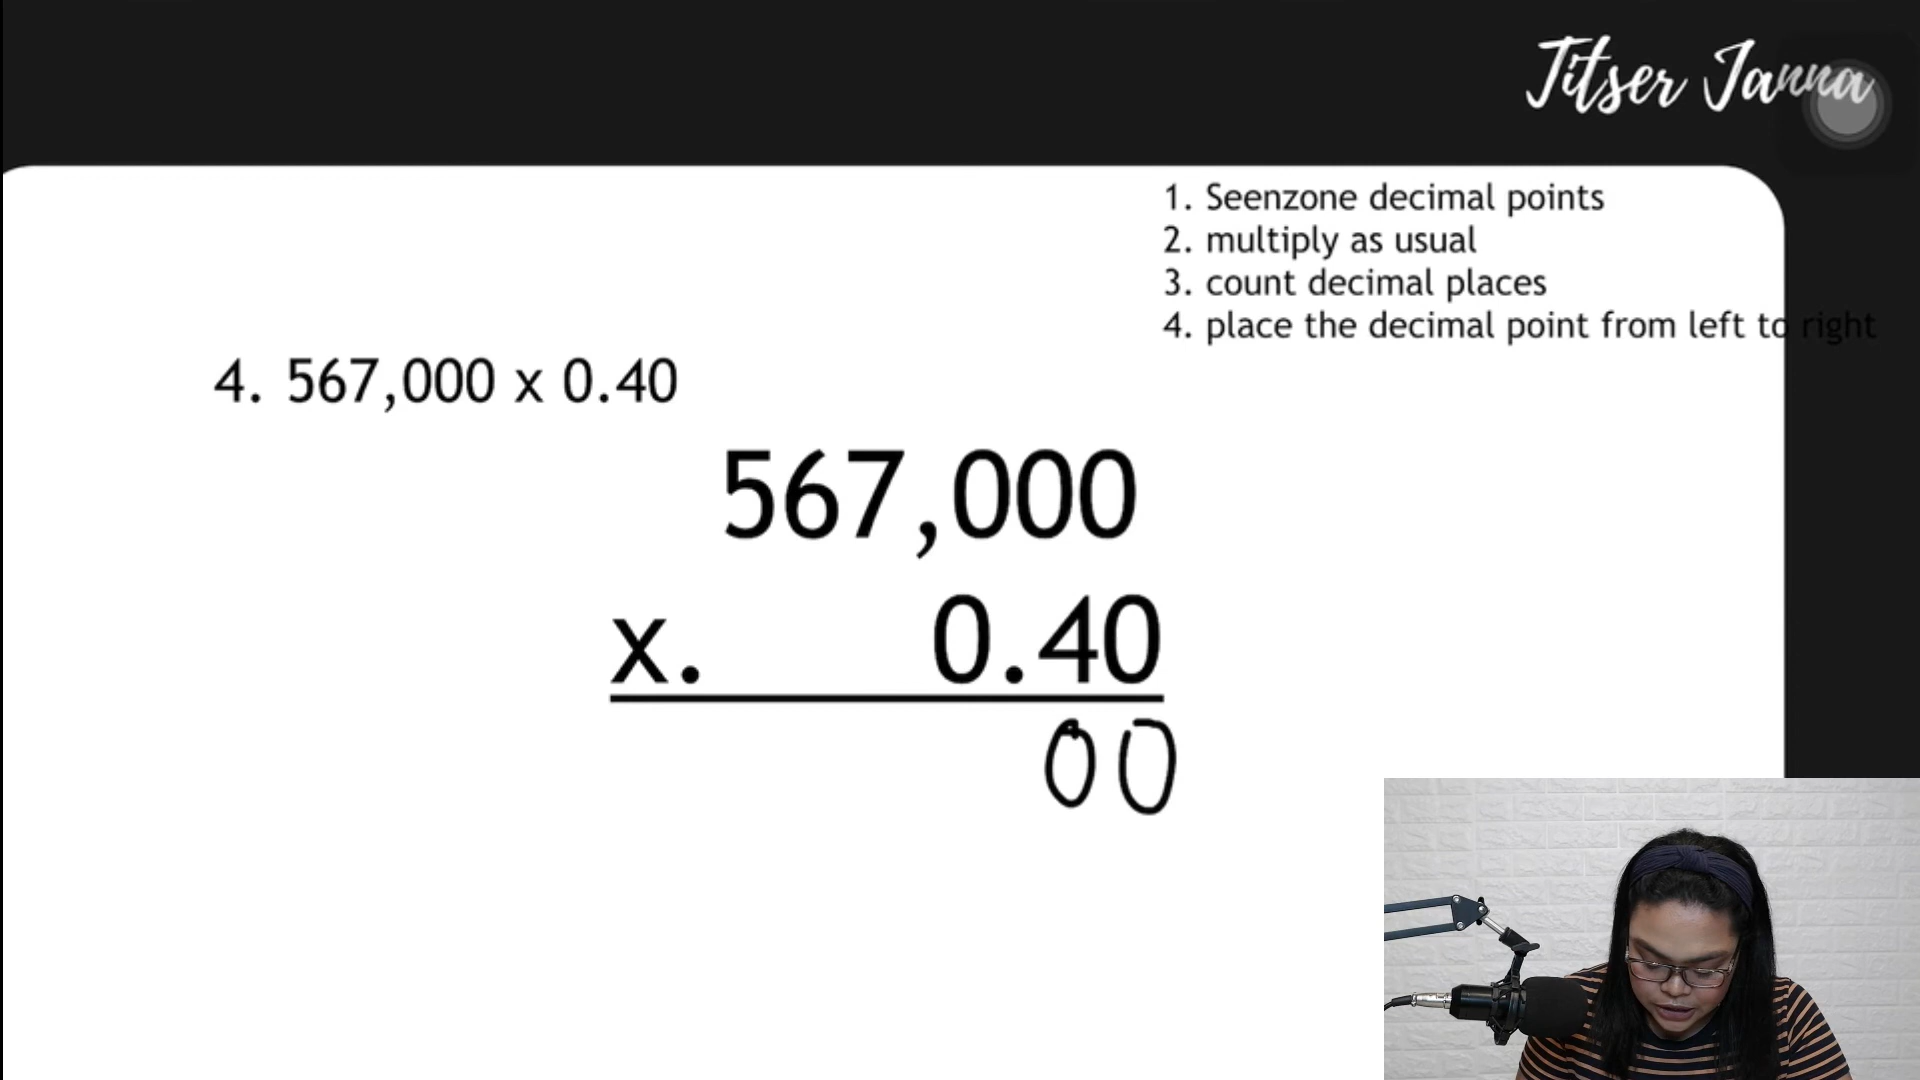 Titser Janna
1. Seenzone decimal points
2. multiply as usual
3. count decimal places
4. place the decimal point from left to right
4. 567,000 x 0.40
567,000
x. 0.40
00